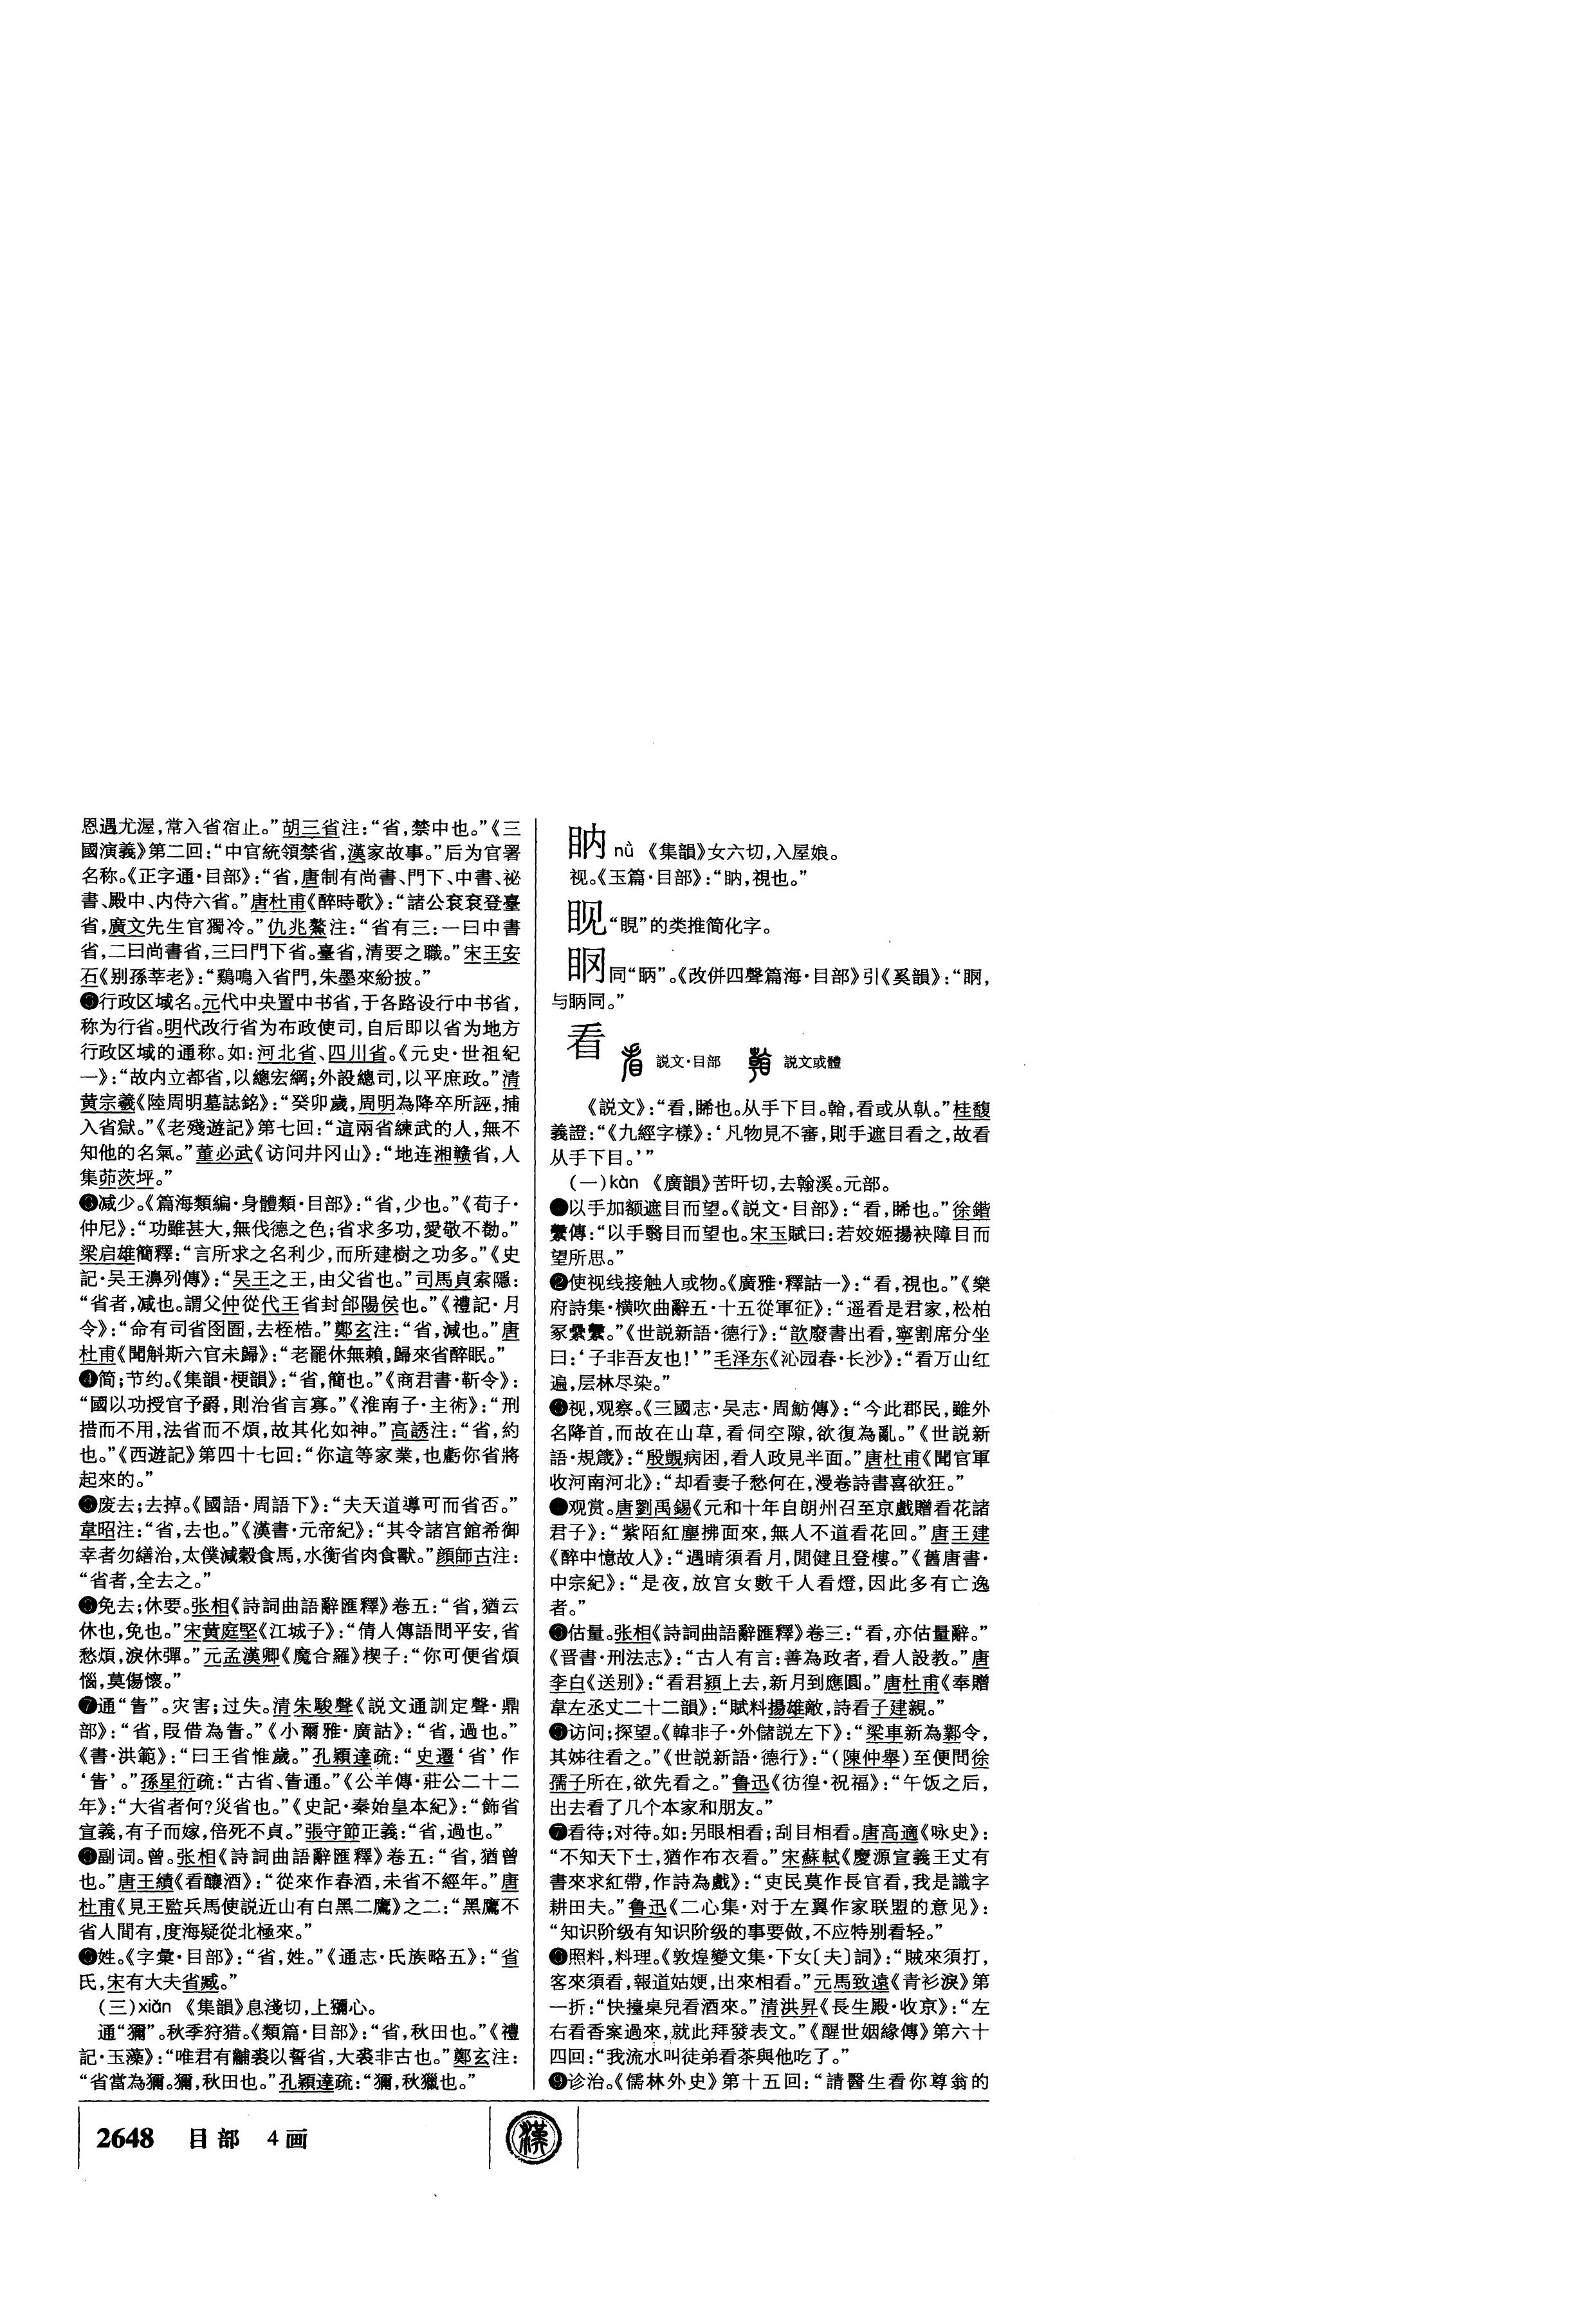 恩遇尤渥，常入省宿止。”胡三省注：“省，禁中也。”《三
國演義》第二回：“中官統領禁省，漢家故事。”后为官署
名称。《正字通·目部》：“省，唐制有尚書、門下、中書、祕
書、殿中、内侍六省。”唐杜甫《醉時歌》：“諸公衮衮登臺
省，廣文先生官獨冷。”仇兆鰲注：“省有三：一曰中書
省，二曰尚書省，三曰門下省。臺省，清要之職。”宋王安
石《别孫莘老》：“鷄鳴入省門，朱墨來紛披。”
行政区域名。元代中央置中书省，于各路设行中书省，
称为行省。明代改行省为布政使司，自后即以省为地方
行政区域的通称。如：河北省、四川省。《元史·世祖紀
一》：“故内立都省，以總宏綱；外設總司，以平庶政。”清
黄宗羲《陸周明墓誌銘》：“癸卯歲，周明為降卒所誣，捕
入省獄。”《老殘遊記》第七回：“這兩省練武的人，無不
知他的名氣。”董必武《访问井冈山》：“地连湘赣省，人
集茆茨坪。”
减少。《篇海類編·身體類·目部》：“省，少也。”《荀子·
仲尼》：“功雖甚大，無伐德之色；省求多功，愛敬不勌。”
梁启雄簡釋：“言所求之名利少，而所建樹之功多。”《史
記·吴王濞列傳》：“吴王之王，由父省也。”司馬貞索隱：
“省者，减也。謂父仲從代王省封郃陽侯也。”《禮記·月
令》：“命有司省囹圄，去桎梏。”鄭玄注：“省，減也。”唐
杜甫《聞斛斯六官未歸》：“老罷休無賴，歸來省醉眠。”
❹简；节约。《集韻·梗韻》：“省，簡也。”《商君書·靳令》：
“國以功授官予爵，則治省言寡。”《淮南子·主術》：“刑
措而不用，法省而不煩，故其化如神。”高誘注：“省，約
也。”《西遊記》第四十七回：“你這等家業，也虧你省將
起來的。”
废去；去掉。《國語·周語下》：“夫天道導可而省否。”
韋昭注：“省，去也。”《漢書·元帝紀》：“其令諸宫館希御
幸者勿繕治，太僕減穀食馬，水衡省肉食獸。”顔師古注：
“省者，全去之。”
免去；休要。张相《詩詞曲語辭匯釋》卷五：“省，猶云
休也，免也。”宋黄庭堅《江城子》：“倩人傳語問平安，省
愁煩，淚休彈。”元孟漢卿《魔合羅》楔子：“你可便省煩
惱，莫傷懷。”
❼通“眚”。灾害；过失。清朱駿聲《説文通訓定聲·鼎
部》：“省，叚借為眚。”《小爾雅·廣詁》：“省，過也。”
《書·洪範》：“曰王省惟歲。”孔穎達疏：“史遷‘省’作
‘眚’。”孫星衍疏：“古省、眚通。”《公羊傳·莊公二十二
年》：“大省者何？災省也。”《史記·秦始皇本紀》：“飾省
宣義，有子而嫁，倍死不貞。”張守節正義：“省，過也。”
副词。曾。张相《詩詞曲語辭匯釋》卷五：“省，猶曾
也。”唐王績《看釀酒》：“從來作春酒，未省不經年。”唐
杜甫《見王監兵馬使説近山有白黑二鷹》之二：“黑鷹不
省人間有，度海疑從北極來。”
姓。《字彙·目部》：“省，姓。”《通志·氏族略五》：“省
氏，宋有大夫省臧。”
（三）xiǎn 《集韻》息淺切，上獮心。
通“獮”。秋季狩猎。《類篇·目部》：“省，秋田也。”《禮
記·玉藻》：“唯君有黼裘以誓省，大裘非古也。”鄭玄注：
“省當為獮。獮，秋田也。”孔穎達疏：“獮，秋獵也。”
眗 nǜ 《集韻》女六切，入屋娘。
视。《玉篇·目部》：“，視也。”
“睍”的类推简化字。
同“眪”。《改併四聲篇海·目部》引《奚韻》：“，
与眪同。”
看 説文·目部 説文或體
《説文》：“看，睎也。从手下目。𥍋，看或从倝。”桂馥
義證：“《九經字樣》：‘凡物見不審，則手遮目看之，故看
从手下目。’”
（一）kàn 《廣韻》苦旰切，去翰溪。元部。
以手加额遮目而望。《説文·目部》：“看，睎也。”徐鍇
繫傳：“以手翳目而望也。宋玉賦曰：若姣姬揚袂障目而
望所思。”
❷使视线接触人或物。《廣雅·釋詁一》：“看，視也。”《樂
府詩集·横吹曲辭五·十五從軍征》：“遥看是君家，松柏
冢纍纍。”《世説新語·德行》：“歆廢書出看，寧割席分坐
曰：‘子非吾友也！’”毛泽东《沁园春·长沙》：“看万山红
遍，层林尽染。”
视，观察。《三國志·吴志·周魴傳》：“今此郡民，雖外
名降首，而故在山草，看伺空隙，欲復為亂。”《世説新
語·規箴》：“殷覬病困，看人政見半面。”唐杜甫《聞官軍
收河南河北》：“却看妻子愁何在，漫卷詩書喜欲狂。”
观赏。唐劉禹錫《元和十年自朗州召至京戲贈看花諸
君子》：“紫陌紅塵拂面來，無人不道看花回。”唐王建
《醉中憶故人》：“遇晴須看月，閒健且登樓。”《舊唐書·
中宗紀》：“是夜，放宫女數千人看燈，因此多有亡逸
者。”
估量。张相《詩詞曲語辭匯釋》卷三：“看，亦估量辭。”
《晋書·刑法志》：“古人有言：善為政者，看人設教。”唐
李白《送别》：“看君潁上去，新月到應圓。”唐杜甫《奉贈
韋左丞丈二十二韻》：“賦料揚雄敵，詩看子建親。”
访问；探望。《韓非子·外儲説左下》：“梁車新為鄴令，
其姊往看之。”《世説新語·德行》：“（陳仲舉）至便問徐
孺子所在，欲先看之。”鲁迅《彷徨·祝福》：“午饭之后，
出去看了几个本家和朋友。”
❼看待；对待。如：另眼相看；刮目相看。唐高適《咏史》：
“不知天下士，猶作布衣看。”宋蘇軾《慶源宣義王丈有
書來求紅帶，作詩為戲》：“吏民莫作長官看，我是識字
耕田夫。”鲁迅《二心集·对于左翼作家联盟的意见》：
“知识阶级有知识阶级的事要做，不应特别看轻。”
照料，料理。《敦煌變文集·下女〔夫〕詞》：“賊來須打，
客來須看，報道姑㛐，出來相看。”元馬致遠《青衫淚》第
一折：“快擡桌兒看酒來。”清洪昇《長生殿·收京》：“左
右看香案過來，就此拜發表文。”《醒世姻緣傳》第六十
四回：“我流水叫徒弟看茶與他吃了。”
❾诊治。《儒林外史》第十五回：“請醫生看你尊翁的
2648 目部 4画
漢